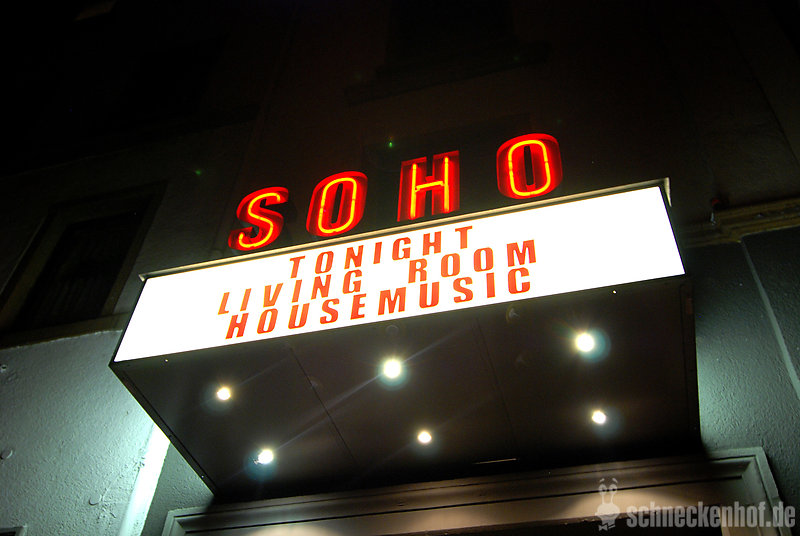 SOHO
TONIGHT
LIVING ROOM
HOUSEMUSIC
schneckenhof.de